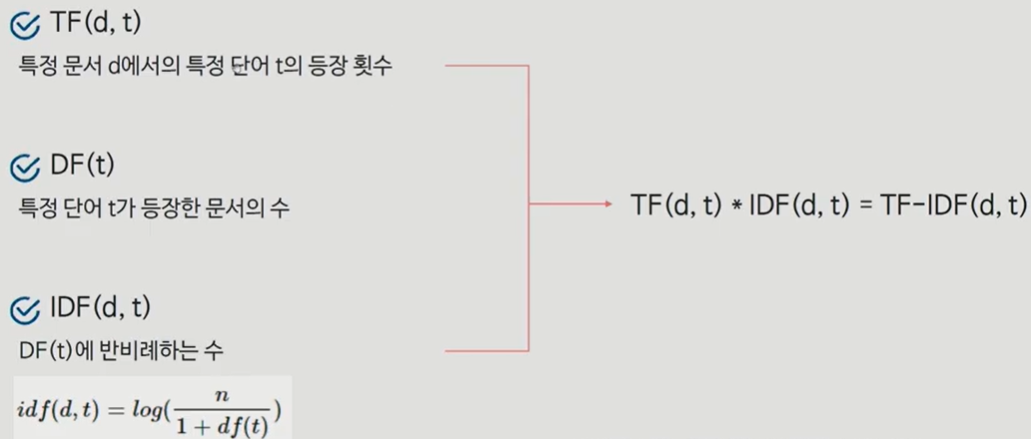 TF(d, t)
특정 문서 d에서의 특정 단어 t의 등장 횟수
DF(t)
특정 단어 t가 등장한 문서의 수
TF(d, t) * IDF(d, t) = TF-IDF(d, t)
IDF(d, t)
DF(t)에 반비례하는 수
idf(d, t) = log(n / 1 + df(t))